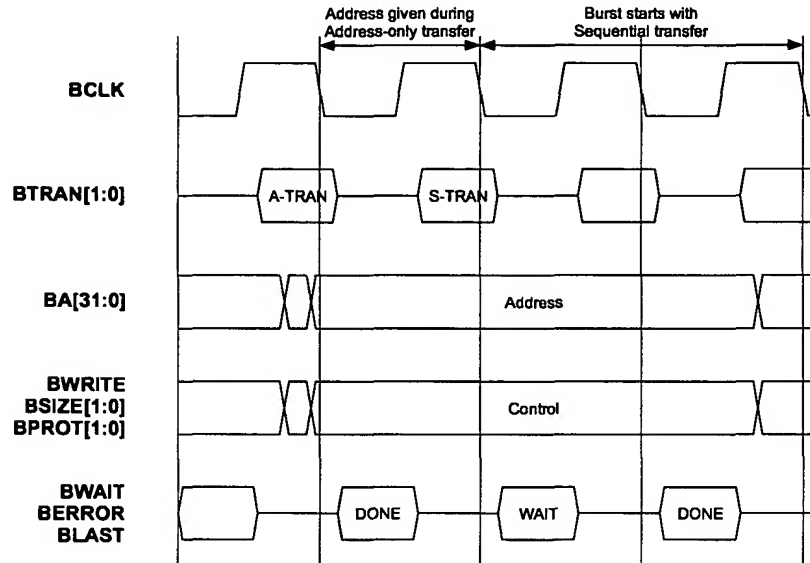 Address given during
Address-only transfer
Burst starts with
Sequential transfer
BCLK
BTRAN[1:0]
A-TRAN
S-TRAN
BA[31:0]
Address
BWRITE
BSIZE[1:0]
BPROT[1:0]
Control
BWAIT
BERROR
BLAST
DONE
WAIT
DONE